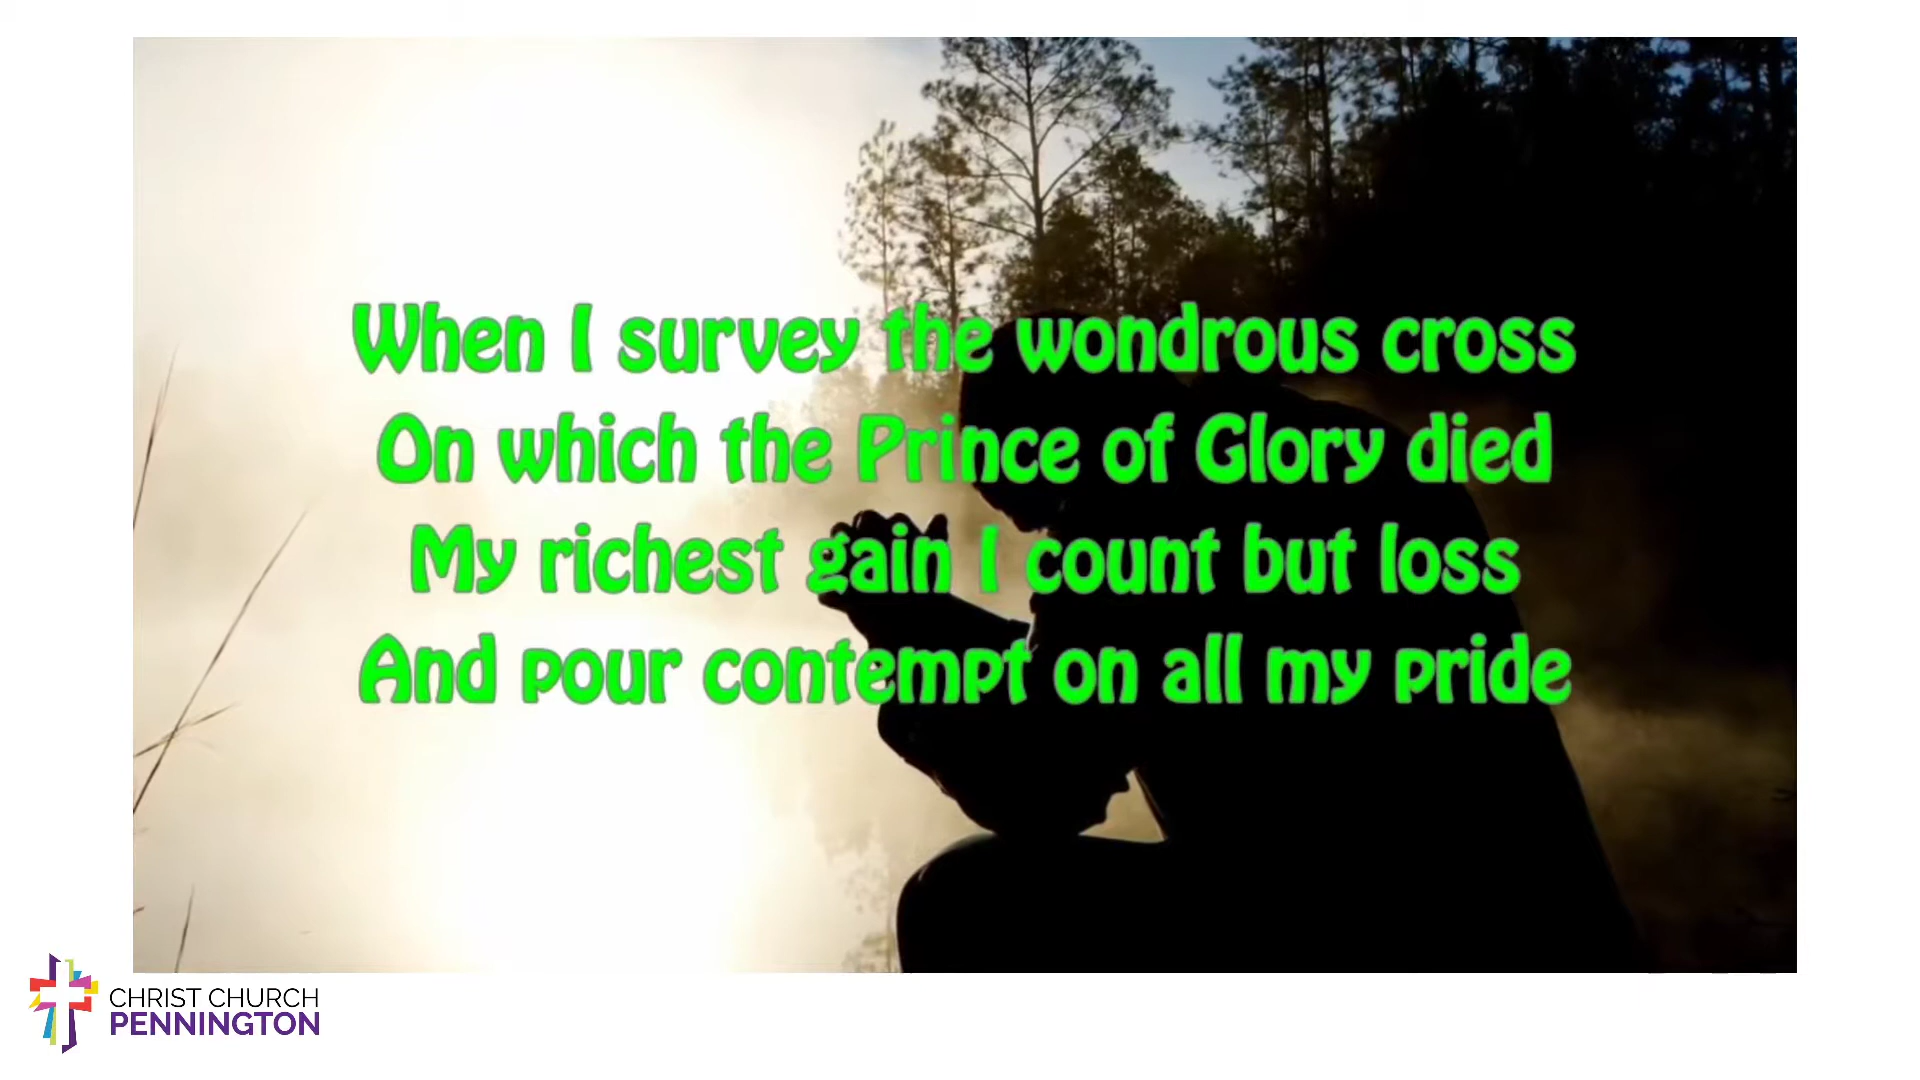 When I survey the wondrous cross
On which the Prince of Glory died
My richest gain I count but loss
And pour contempt on all my pride
CHRIST CHURCH
PENNINGTON